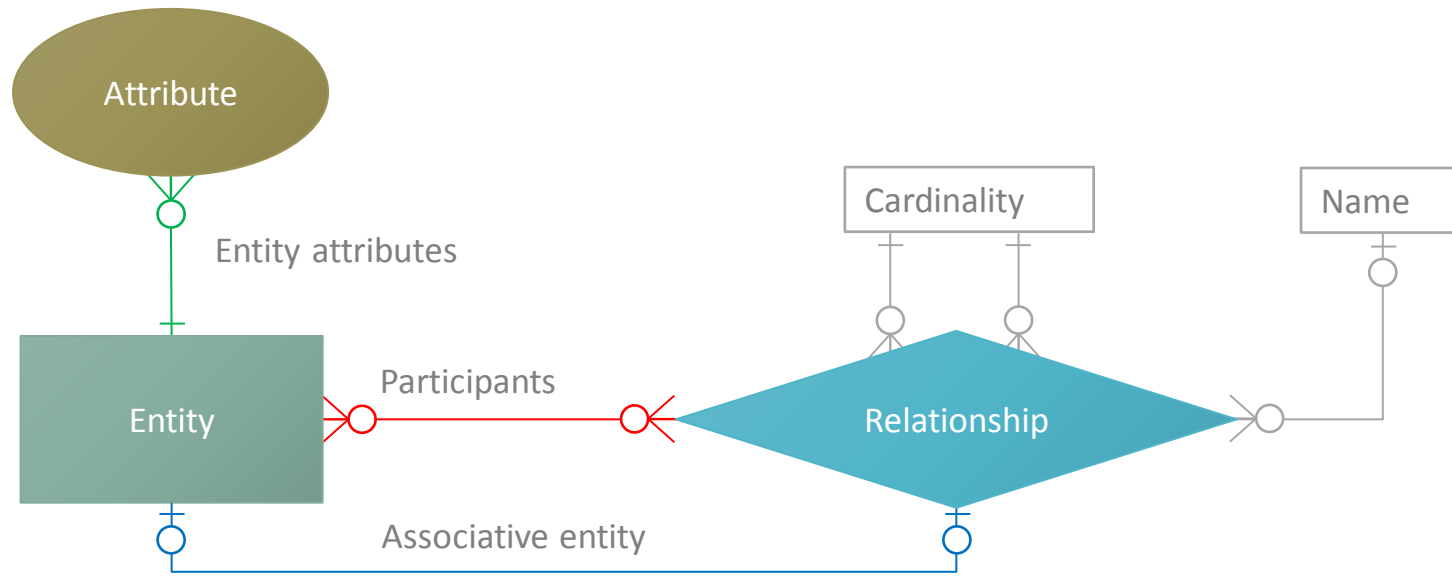 Attribute
Cardinality
Name
Entity attributes
Participants
Entity
Relationship
Associative entity